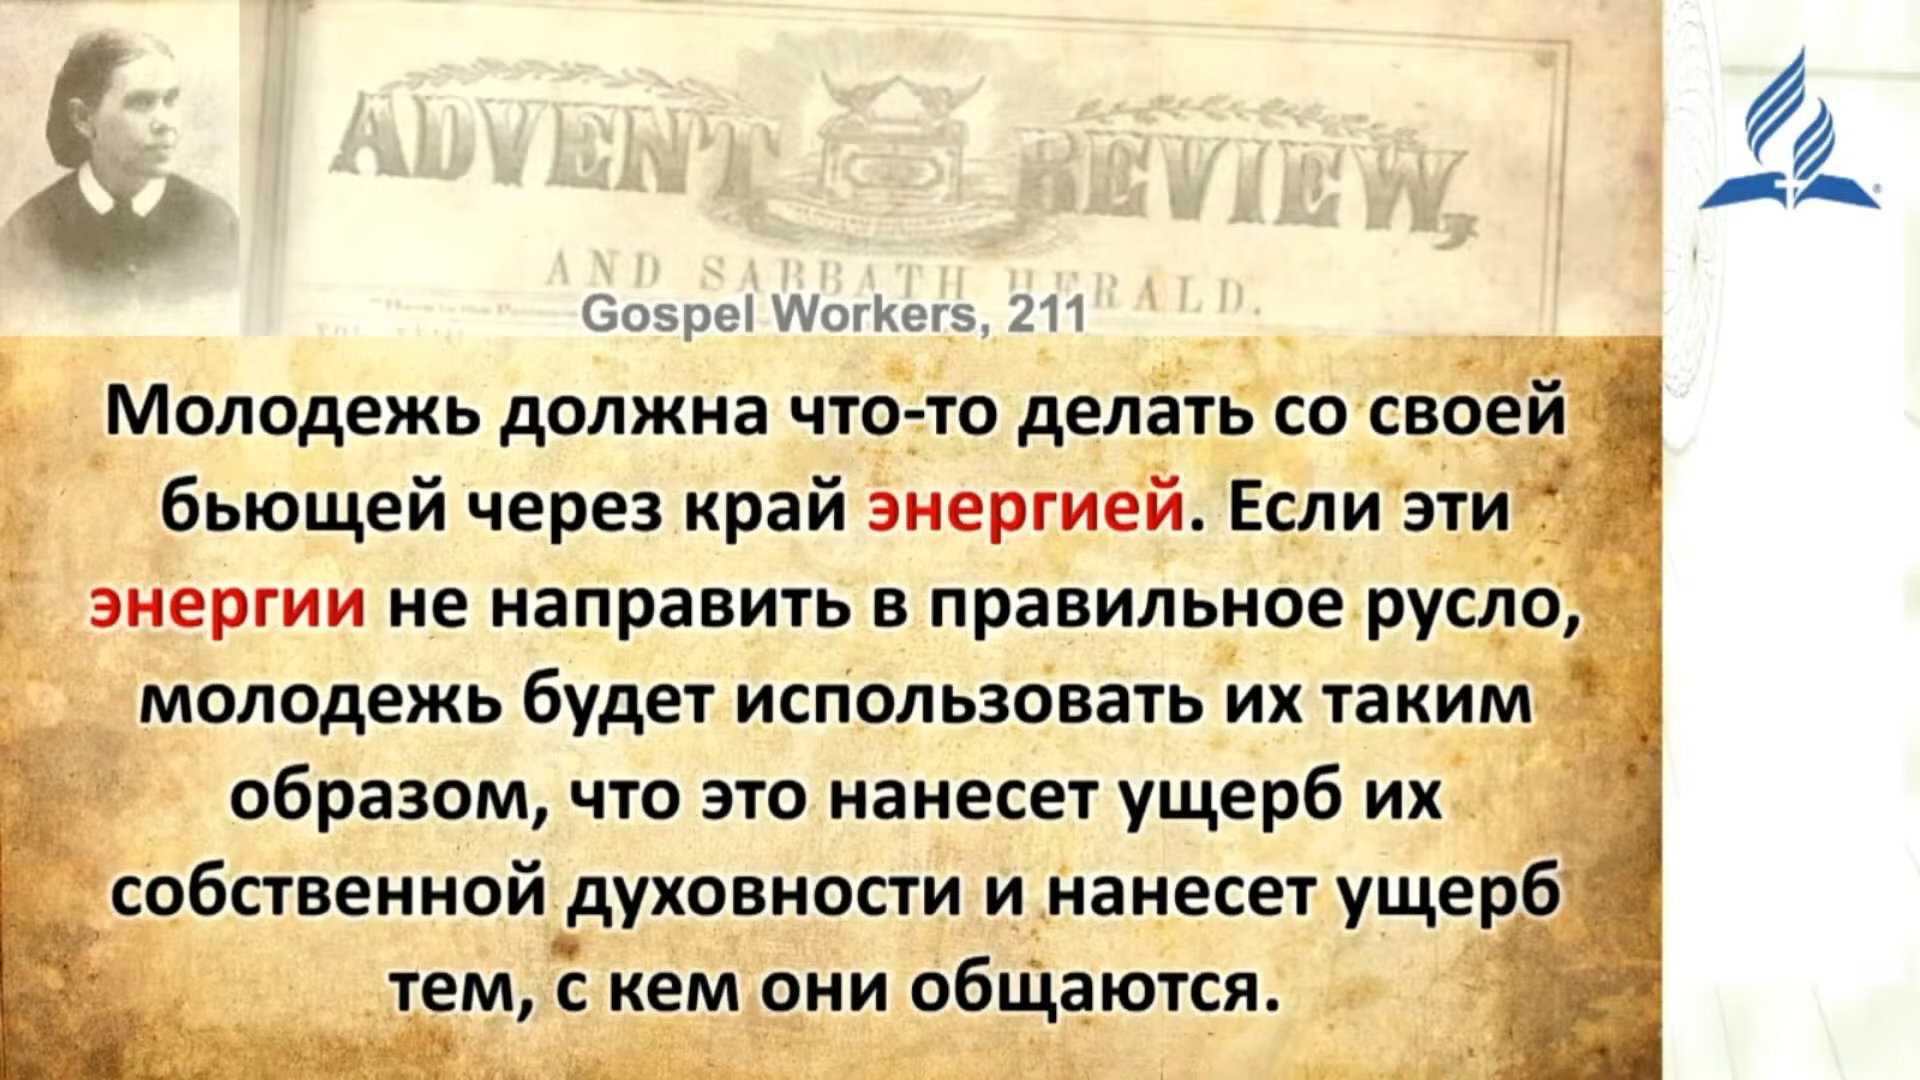 ADVENT REVIEW,
AND SABBATH HERALD.
Gospel Workers, 211
Молодежь должна что-то делать со своей
бьющей через край энергией. Если эти
энергии не направить в правильное русло,
молодежь будет использовать их таким
образом, что это нанесет ущерб их
собственной духовности и нанесет ущерб
тем, с кем они общаются.